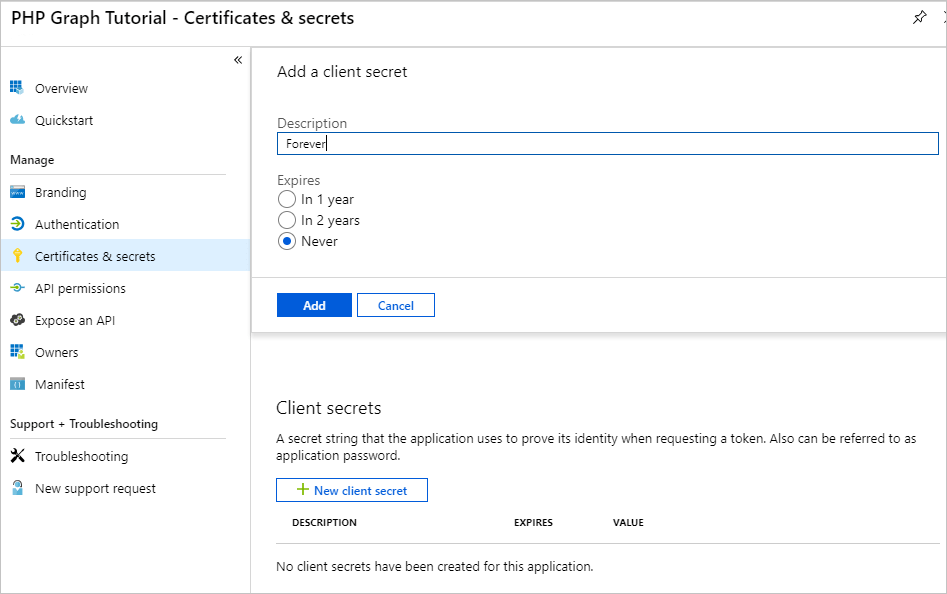 PHP Graph Tutorial - Certificates & secrets
«
Overview
Quickstart
Manage
Branding
Authentication
Certificates & secrets
API permissions
Expose an API
Owners
Manifest
Support + Troubleshooting
Troubleshooting
New support request
Add a client secret
Description
Forever
Expires
In 1 year
In 2 years
Never
Add Cancel
Client secrets
A secret string that the application uses to prove its identity when requesting a token. Also can be referred to as
application password.
+ New client secret
DESCRIPTION EXPIRES VALUE
No client secrets have been created for this application.